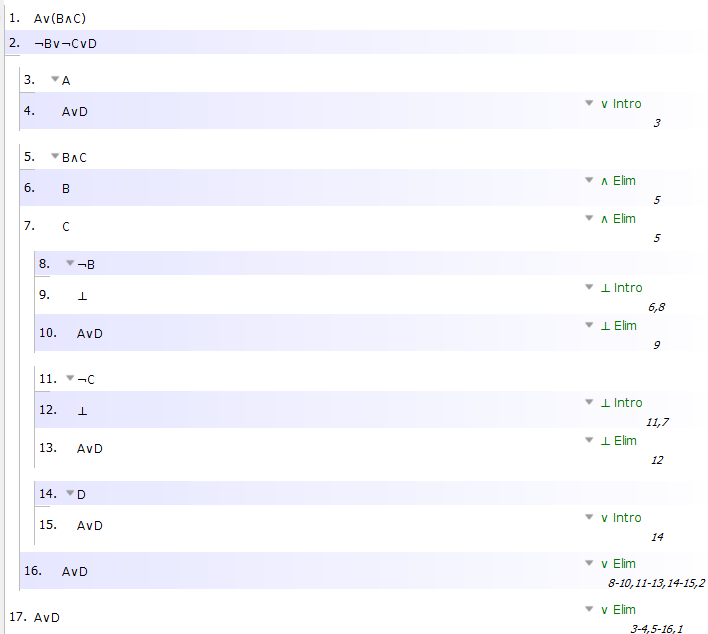 1. A∨(B∧C)
2. ¬B∨¬C∨D
3. A
4. A∨D ∨ Intro
3
5. B∧C
6. B ∧ Elim
5
7. C ∧ Elim
5
8. ¬B
9. ⊥ ⊥ Intro
6,8
10. A∨D ⊥ Elim
9
11. ¬C
12. ⊥ ⊥ Intro
11,7
13. A∨D ⊥ Elim
12
14. D
15. A∨D ∨ Intro
14
16. A∨D ∨ Elim
8-10,11-13,14-15,2
17. A∨D ∨ Elim
3-4,5-16,1